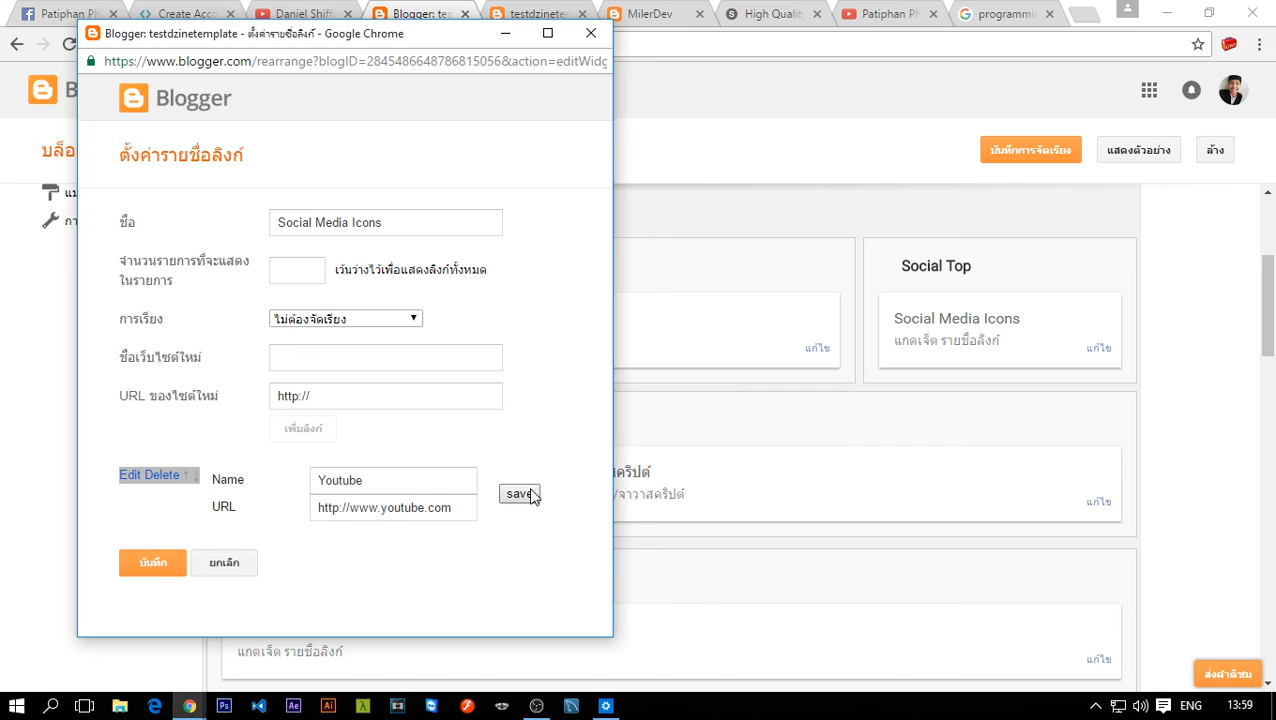 Patiphan Ph
Create Acco
Daniel Shiff
Blogger: tes
testdzinetem
MilerDev
High Qualit
Patiphan Ph
programmi
Blogger: testdzinetemplate - ตั้งค่ารายชื่อลิงก์ - Google Chrome
https://www.blogger.com/rearrange?blogID=2845486648786815056&action=editWidg
Blogger
ตั้งค่ารายชื่อลิงก์
บล็อ
บันทึกการจัดเรียง
แสดงตัวอย่าง
ล้าง
แม
กา
ชื่อ
Social Media Icons
จำนวนรายการที่จะแสดง
ในรายการ
เว้นว่างไว้เพื่อแสดงลิงก์ทั้งหมด
การเรียง
ไม่ต้องจัดเรียง
ชื่อเว็บไซต์ใหม่
URL ของไซต์ใหม่
http://
เพิ่มลิงก์
Edit Delete ↑ ↓
Name
Youtube
URL
http://www.youtube.com
save
บันทึก
ยกเลิก
Social Top
Social Media Icons
แกดเจ็ต รายชื่อลิงก์
แก้ไข
แก้ไข
สคริปต์
/จาวาสคริปต์
แก้ไข
แกดเจ็ต รายชื่อลิงก์
แก้ไข
ส่งคำติชม
ENG
13:59